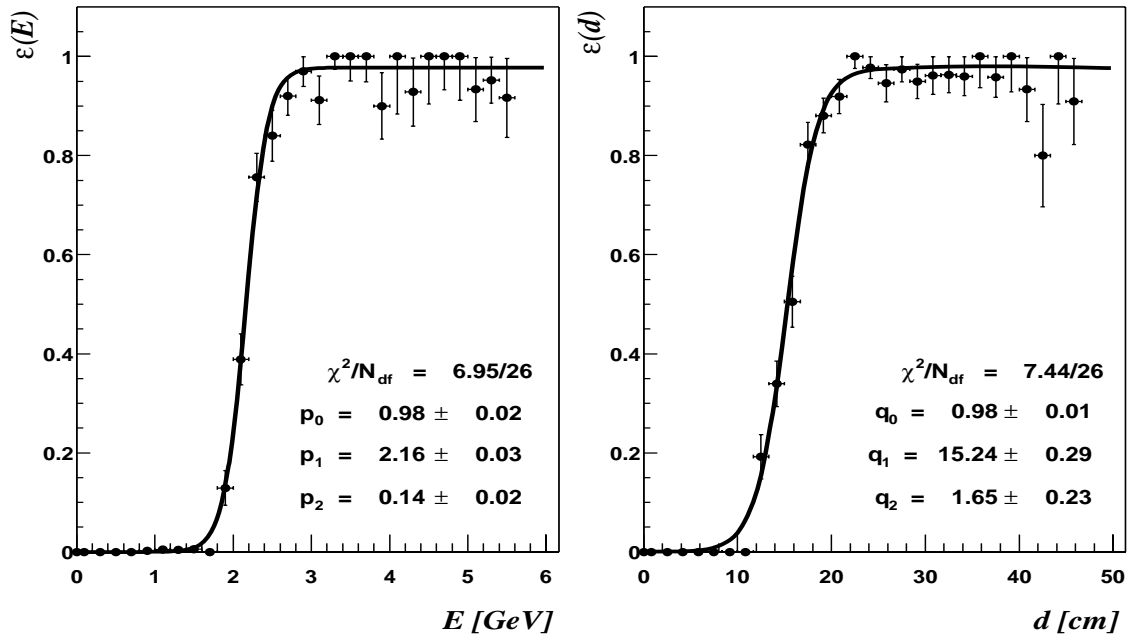 ε(E)
1
0.8
0.6
0.4
0.2
0
χ²/N_df = 6.95/26
p₀ = 0.98 ± 0.02
p₁ = 2.16 ± 0.03
p₂ = 0.14 ± 0.02
0 1 2 3 4 5 6
E [GeV]
ε(d)
1
0.8
0.6
0.4
0.2
0
χ²/N_df = 7.44/26
q₀ = 0.98 ± 0.01
q₁ = 15.24 ± 0.29
q₂ = 1.65 ± 0.23
0 10 20 30 40 50
d [cm]